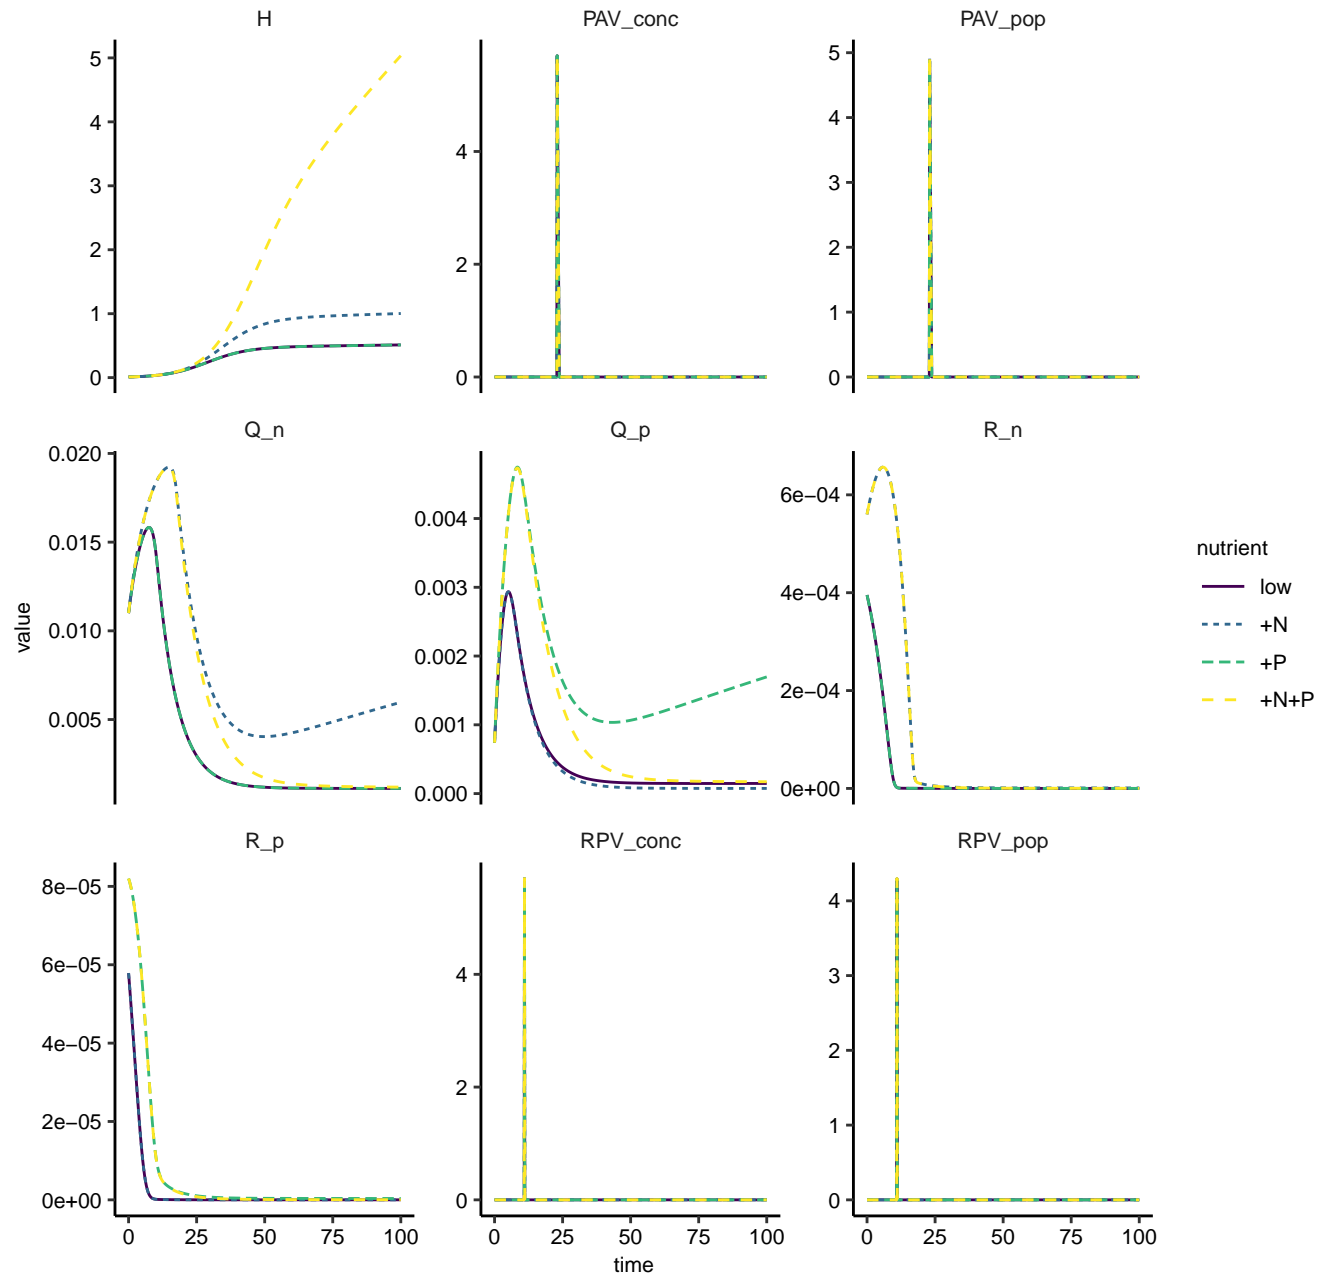 H
PAV_conc
PAV_pop
5
4
3
2
1
0
4
2
0
5
4
3
2
1
0
Q_n
Q_p
R_n
0.020
0.015
0.010
0.005
0.004
0.003
0.002
0.001
0.000
6e−04
4e−04
2e−04
0e+00
R_p
RPV_conc
RPV_pop
8e−05
6e−05
4e−05
2e−05
0e+00
4
2
0
4
3
2
1
0
0 25 50 75 100
0 25 50 75 100
0 25 50 75 100
time
value
nutrient
low
+N
+P
+N+P